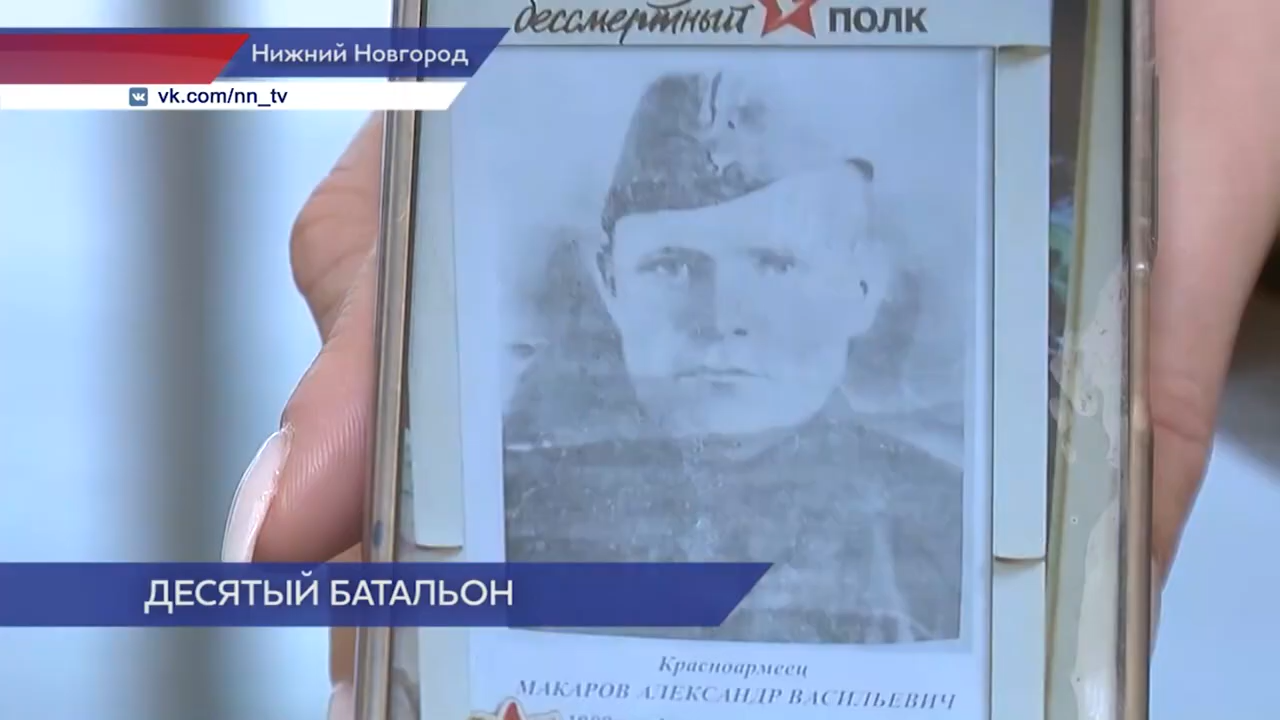 бессмертный полк
Нижний Новгород
vk.com/nn_tv
ДЕСЯТЫЙ БАТАЛЬОН
Красноармеец
МАКАРОВ АЛЕКСАНДР ВАСИЛЬЕВИЧ